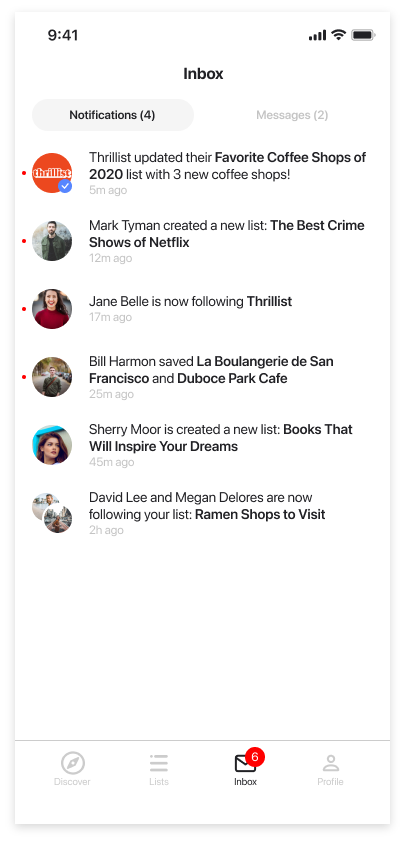 9:41
Inbox
Notifications (4)
Messages (2)
thrillist
Thrillist updated their Favorite Coffee Shops of
2020 list with 3 new coffee shops!
5m ago
Mark Tyman created a new list: The Best Crime
Shows of Netflix
12m ago
Jane Belle is now following Thrillist
17m ago
Bill Harmon saved La Boulangerie de San
Francisco and Duboce Park Cafe
25m ago
Sherry Moor is created a new list: Books That
Will Inspire Your Dreams
45m ago
David Lee and Megan Delores are now
following your list: Ramen Shops to Visit
2h ago
6
Discover
Lists
Inbox
Profile